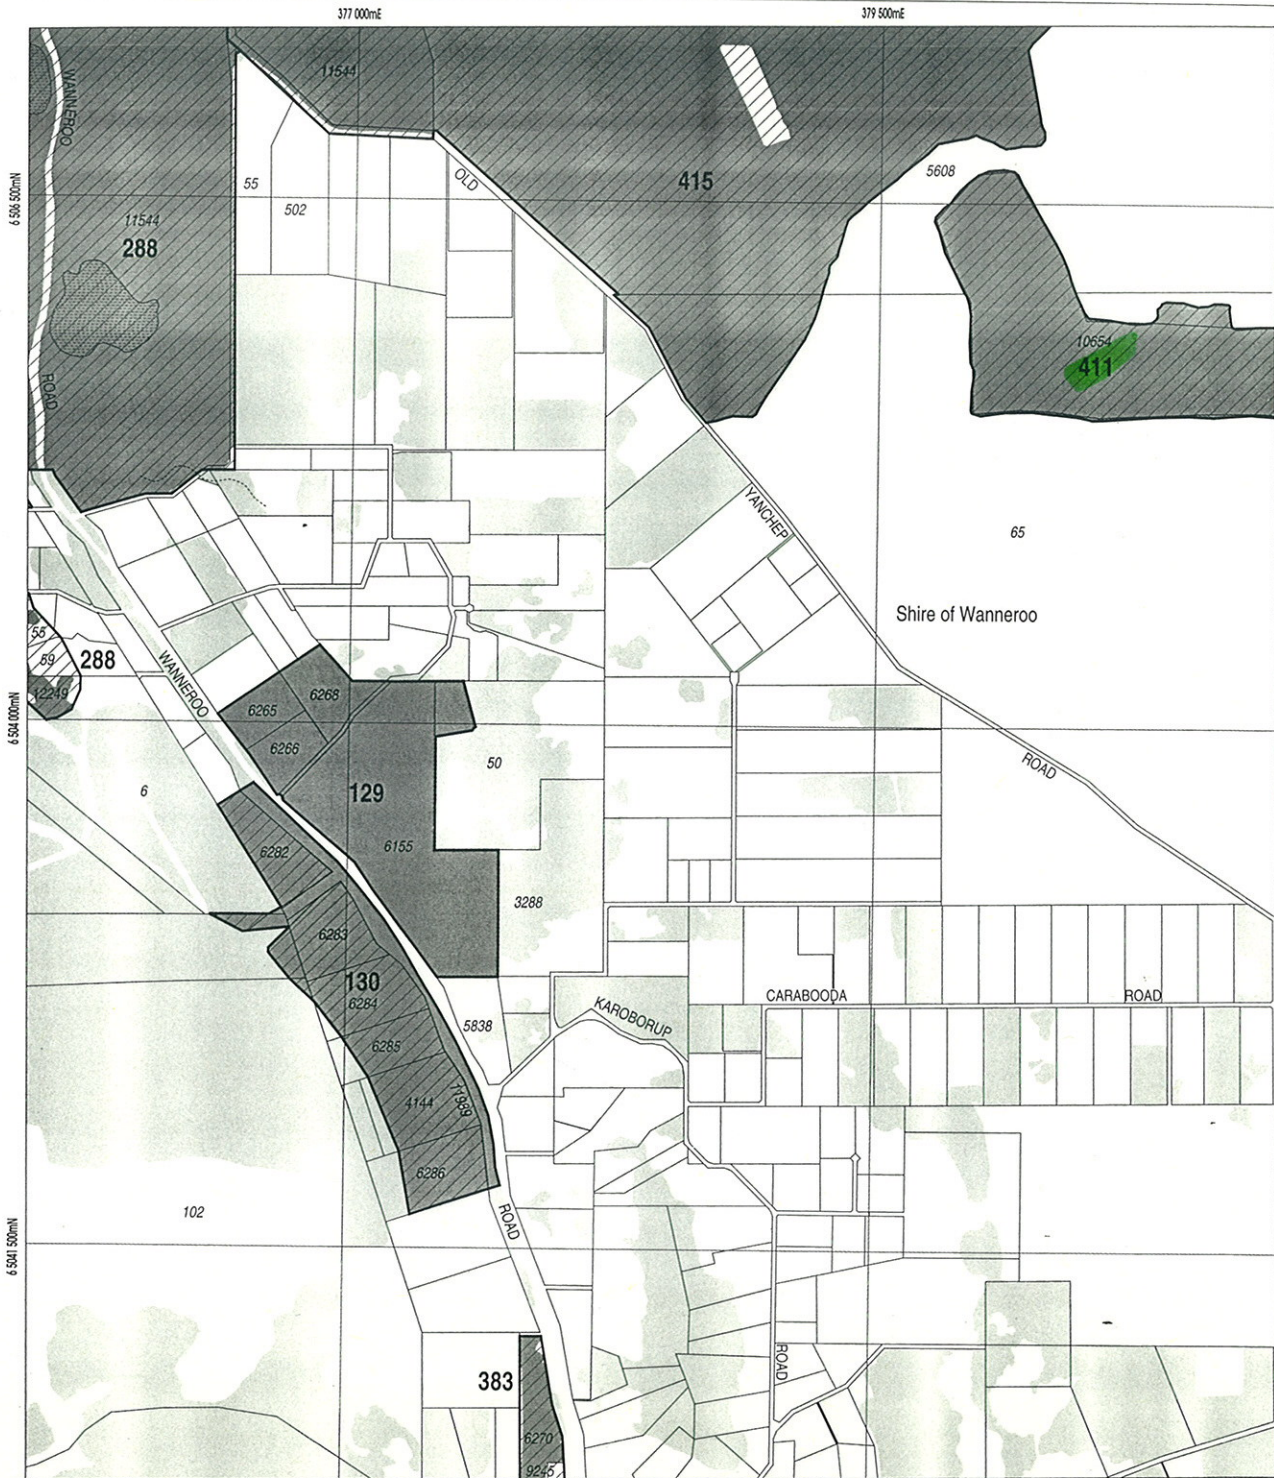 377 000mE
379 500mE
WANNEROO
11544
OLD
415
5608
6 506 500mN
55
502
11544
288
10654
411
ROAD
YANCHEP
65
Shire of Wanneroo
55
59
288
12249
WANNEROO
6268
6265
6266
6 504 000mN
50
ROAD
6
129
6155
6282
3288
6283
130
6284
CARABOODA
ROAD
KAROBORUP
5838
6285
4144
11989
6286
102
ROAD
6 5041 500mN
383
ROAD
6270
9245